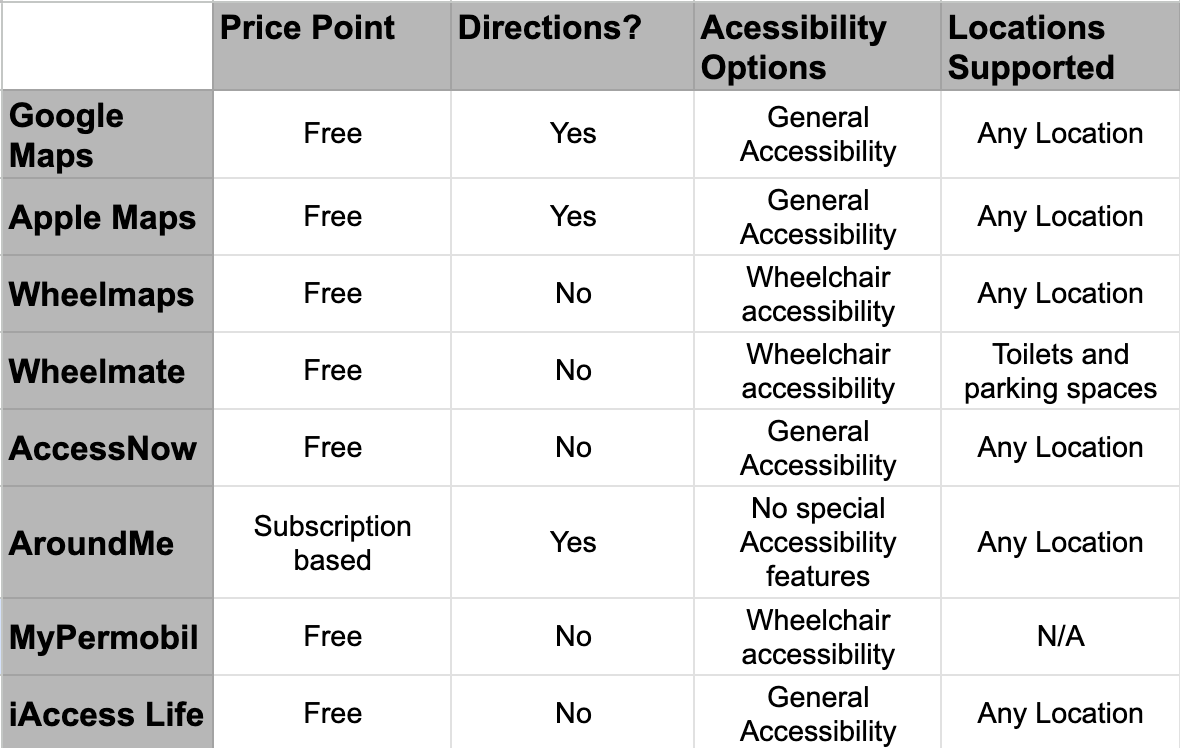 Price Point
Directions?
Acessibility
Options
Locations
Supported
Google
Maps
Free
Yes
General
Accessibility
Any Location
Apple Maps
Free
Yes
General
Accessibility
Any Location
Wheelmaps
Free
No
Wheelchair
accessibility
Any Location
Wheelmate
Free
No
Wheelchair
accessibility
Toilets and
parking spaces
AccessNow
Free
No
General
Accessibility
Any Location
AroundMe
Subscription
based
Yes
No special
Accessibility
features
Any Location
MyPermobil
Free
No
Wheelchair
accessibility
N/A
iAccess Life
Free
No
General
Accessibility
Any Location